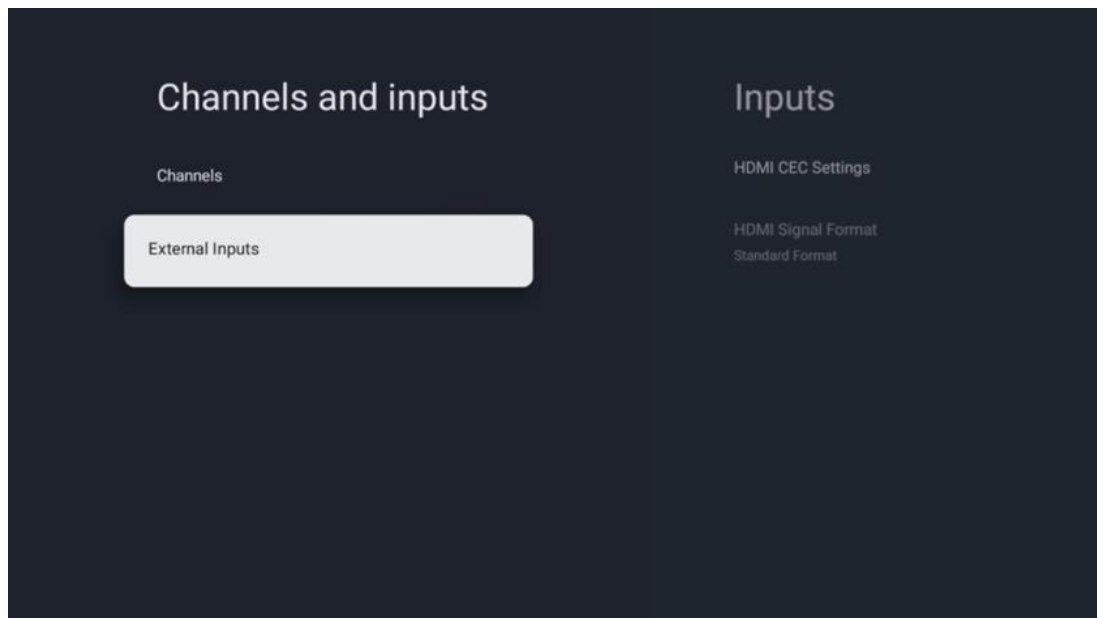 Channels and inputs
Channels
External Inputs
Inputs
HDMI CEC Settings
HDMI Signal Format
Standard Format